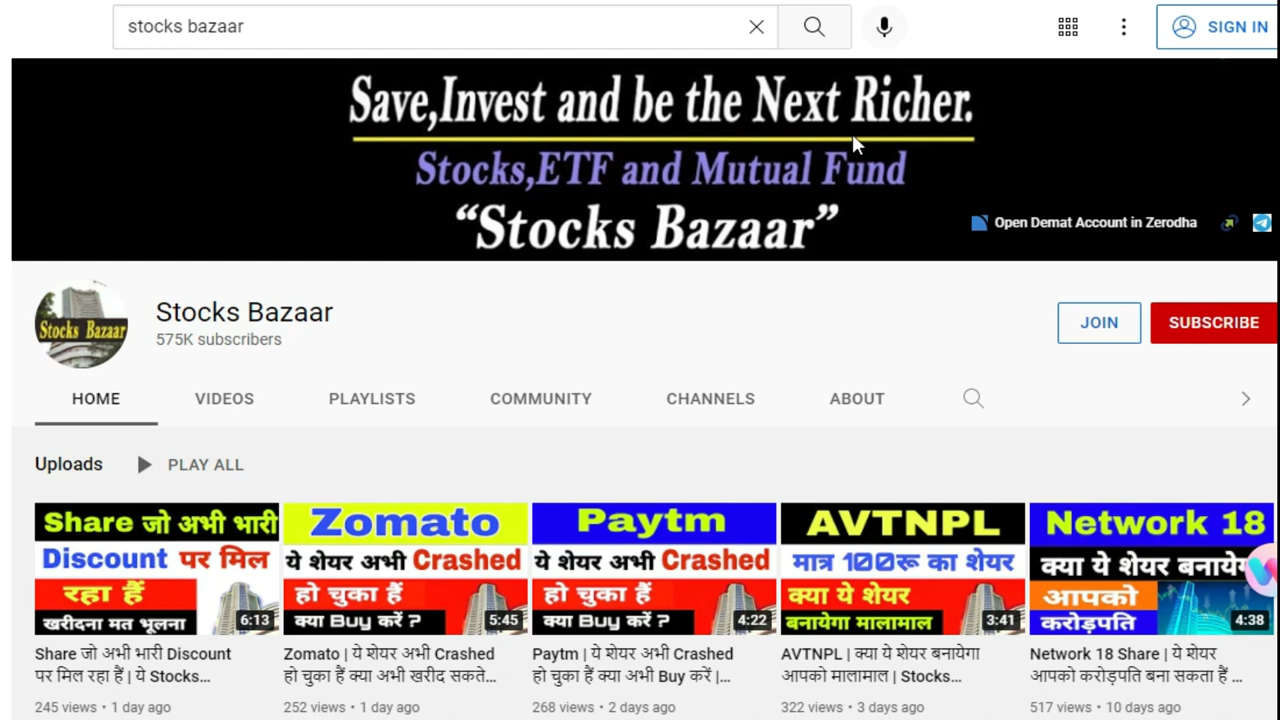 stocks bazaar
SIGN IN
Save,Invest and be the Next Richer.
Stocks,ETF and Mutual Fund
“Stocks Bazaar”
Open Demat Account in Zerodha
Stocks Bazaar
Stocks Bazaar
575K subscribers
JOIN
SUBSCRIBE
HOME
VIDEOS
PLAYLISTS
COMMUNITY
CHANNELS
ABOUT
Uploads
PLAY ALL
Share जो अभी भारी
Discount पर मिल
रहा हैं
खरीदना मत भूलना
6:13
Share जो अभी भारी Discount
पर मिल रहा हैं | ये Stocks...
245 views • 1 day ago
Zomato
ये शेयर अभी Crashed
हो चुका हैं
क्या Buy करें ?
5:45
Zomato | ये शेयर अभी Crashed
हो चुका हैं क्या अभी खरीद सकते...
252 views • 1 day ago
Paytm
ये शेयर अभी Crashed
हो चुका हैं
क्या Buy करें ?
4:22
Paytm | ये शेयर अभी Crashed
हो चुका हैं क्या अभी Buy करें |...
268 views • 2 days ago
AVTNPL
मात्र 100रू का शेयर
क्या ये शेयर
बनायेगा मालामाल
3:41
AVTNPL | क्या ये शेयर बनायेगा
आपको मालामाल | Stocks...
322 views • 3 days ago
Network 18
क्या ये शेयर बनायेग
आपको
करोड़पति
4:38
Network 18 Share | ये शेयर
आपको करोड़पति बना सकता हैं ...
517 views • 10 days ago